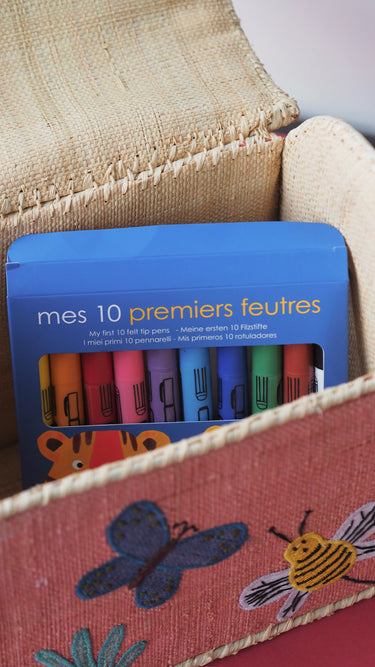 mes 10 premiers feutres
My first 10 felt tip pens - Meine ersten 10 Filzstifte
I miei primi 10 pennarelli - Mis primeros 10 rotuladores